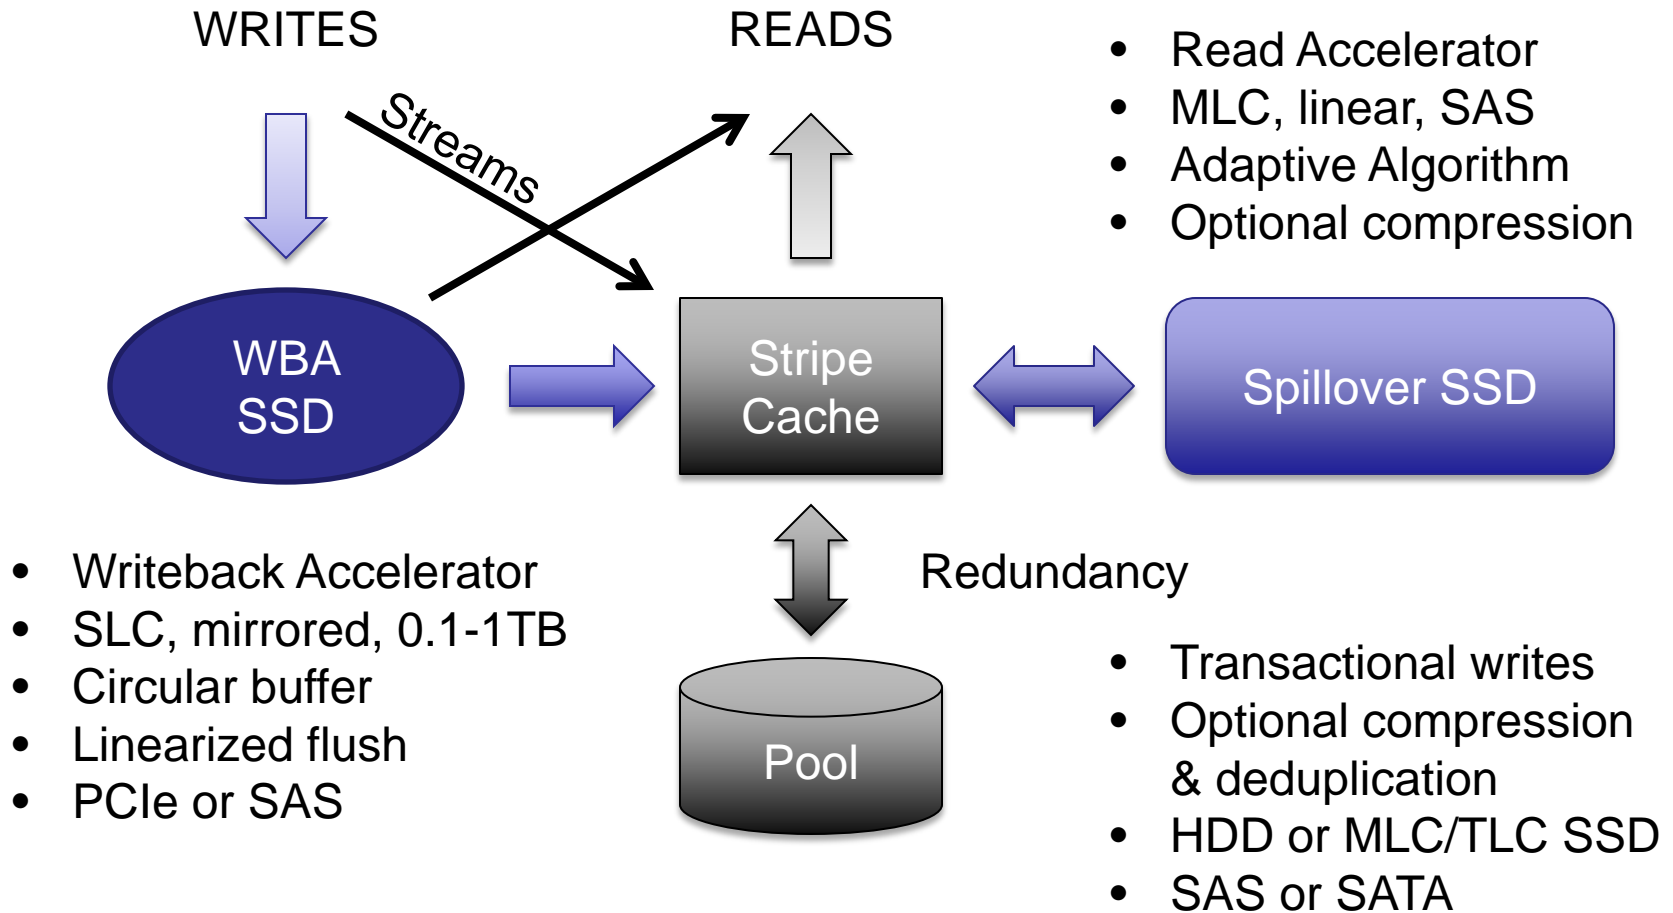 WRITES
READS
Streams
• Read Accelerator
• MLC, linear, SAS
• Adaptive Algorithm
• Optional compression
WBA
SSD
Stripe
Cache
Spillover SSD
• Writeback Accelerator
• SLC, mirrored, 0.1-1TB
• Circular buffer
• Linearized flush
• PCIe or SAS
Redundancy
Pool
• Transactional writes
• Optional compression
& deduplication
• HDD or MLC/TLC SSD
• SAS or SATA